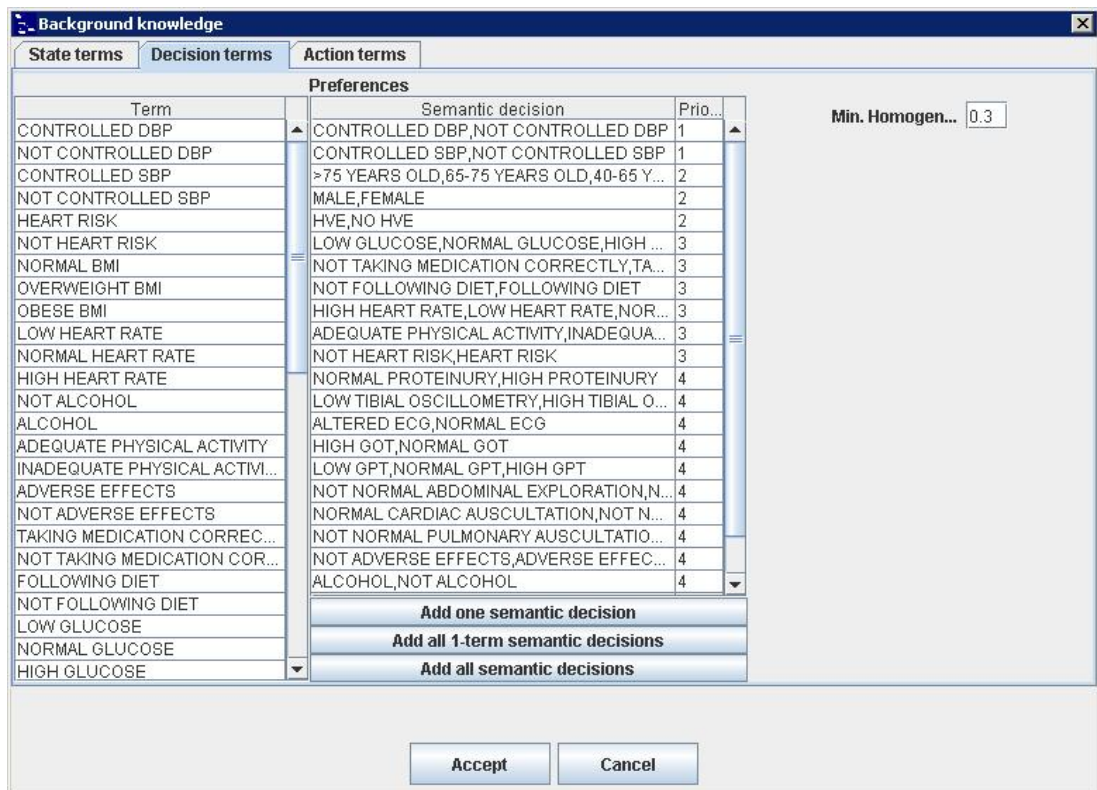 Background knowledge
State terms Decision terms Action terms
Preferences
Term Semantic decision Prio...
Min. Homogen... 0.3
CONTROLLED DBP CONTROLLED DBP,NOT CONTROLLED DBP 1
NOT CONTROLLED DBP CONTROLLED SBP,NOT CONTROLLED SBP 1
CONTROLLED SBP >75 YEARS OLD,65-75 YEARS OLD,40-65 Y... 2
NOT CONTROLLED SBP MALE,FEMALE 2
HEART RISK HVE,NO HVE 2
NOT HEART RISK LOW GLUCOSE,NORMAL GLUCOSE,HIGH ... 3
NORMAL BMI NOT TAKING MEDICATION CORRECTLY,TA... 3
OVERWEIGHT BMI NOT FOLLOWING DIET,FOLLOWING DIET 3
OBESE BMI HIGH HEART RATE,LOW HEART RATE,NOR... 3
LOW HEART RATE ADEQUATE PHYSICAL ACTIVITY,INADEQUA... 3
NORMAL HEART RATE NOT HEART RISK,HEART RISK 3
HIGH HEART RATE NORMAL PROTEINURY,HIGH PROTEINURY 4
NOT ALCOHOL LOW TIBIAL OSCILLOMETRY,HIGH TIBIAL O... 4
ALCOHOL ALTERED ECG,NORMAL ECG 4
ADEQUATE PHYSICAL ACTIVITY HIGH GOT,NORMAL GOT 4
INADEQUATE PHYSICAL ACTIVI... LOW GPT,NORMAL GPT,HIGH GPT 4
ADVERSE EFFECTS NOT NORMAL ABDOMINAL EXPLORATION,N... 4
NOT ADVERSE EFFECTS NORMAL CARDIAC AUSCULTATION,NOT N... 4
TAKING MEDICATION CORREC... NOT NORMAL PULMONARY AUSCULTATIO... 4
NOT TAKING MEDICATION COR... NOT ADVERSE EFFECTS,ADVERSE EFFEC... 4
FOLLOWING DIET ALCOHOL,NOT ALCOHOL 4
NOT FOLLOWING DIET
Add one semantic decision
LOW GLUCOSE
Add all 1-term semantic decisions
NORMAL GLUCOSE
Add all semantic decisions
HIGH GLUCOSE
Accept Cancel